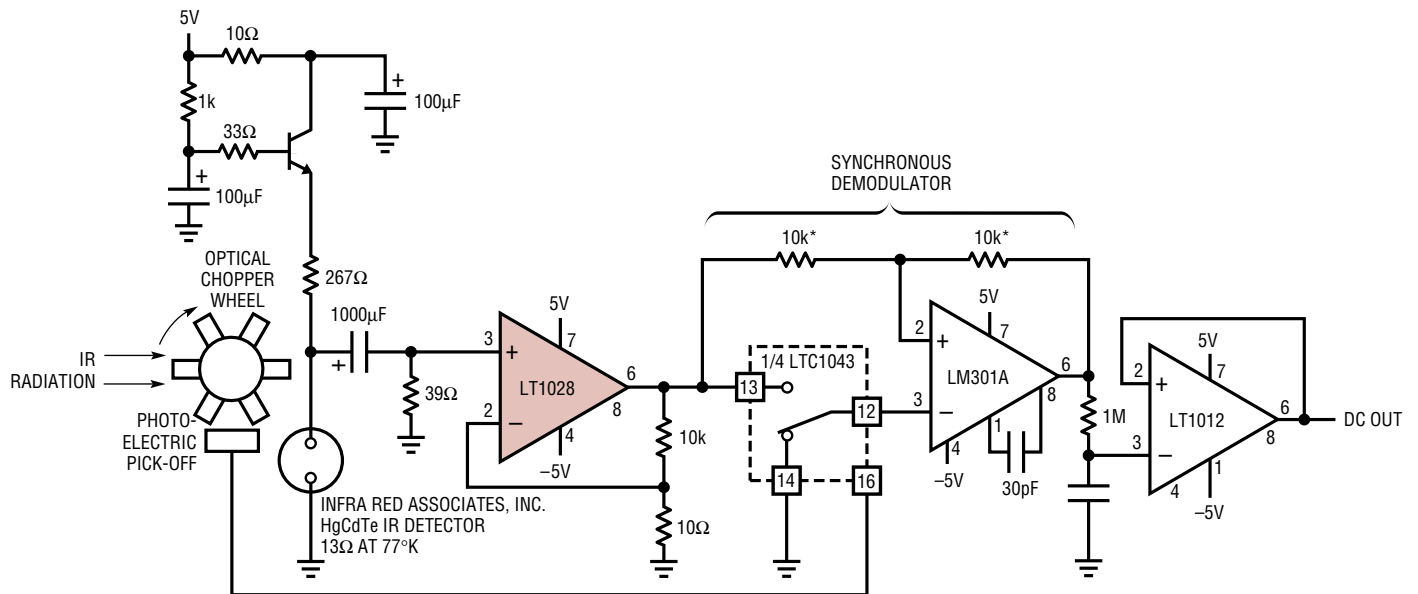 5V
10Ω
1k
+
100µF
33Ω
+
100µF
267Ω
OPTICAL
CHOPPER
WHEEL
IR
RADIATION
PHOTO-
ELECTRIC
PICK-OFF
1000µF
+
39Ω
INFRA RED ASSOCIATES, INC.
HgCdTe IR DETECTOR
13Ω AT 77°K
5V
7
3
+
LT1028
6
8
2
−
4
−5V
10k
10Ω
SYNCHRONOUS
DEMODULATOR
10k*
10k*
1/4 LTC1043
13
12
14
16
5V
7
2
+
LM301A
6
8
3
−
1
4
−5V
30pF
1M
5V
7
2
+
LT1012
6
8
3
−
1
4
−5V
DC OUT